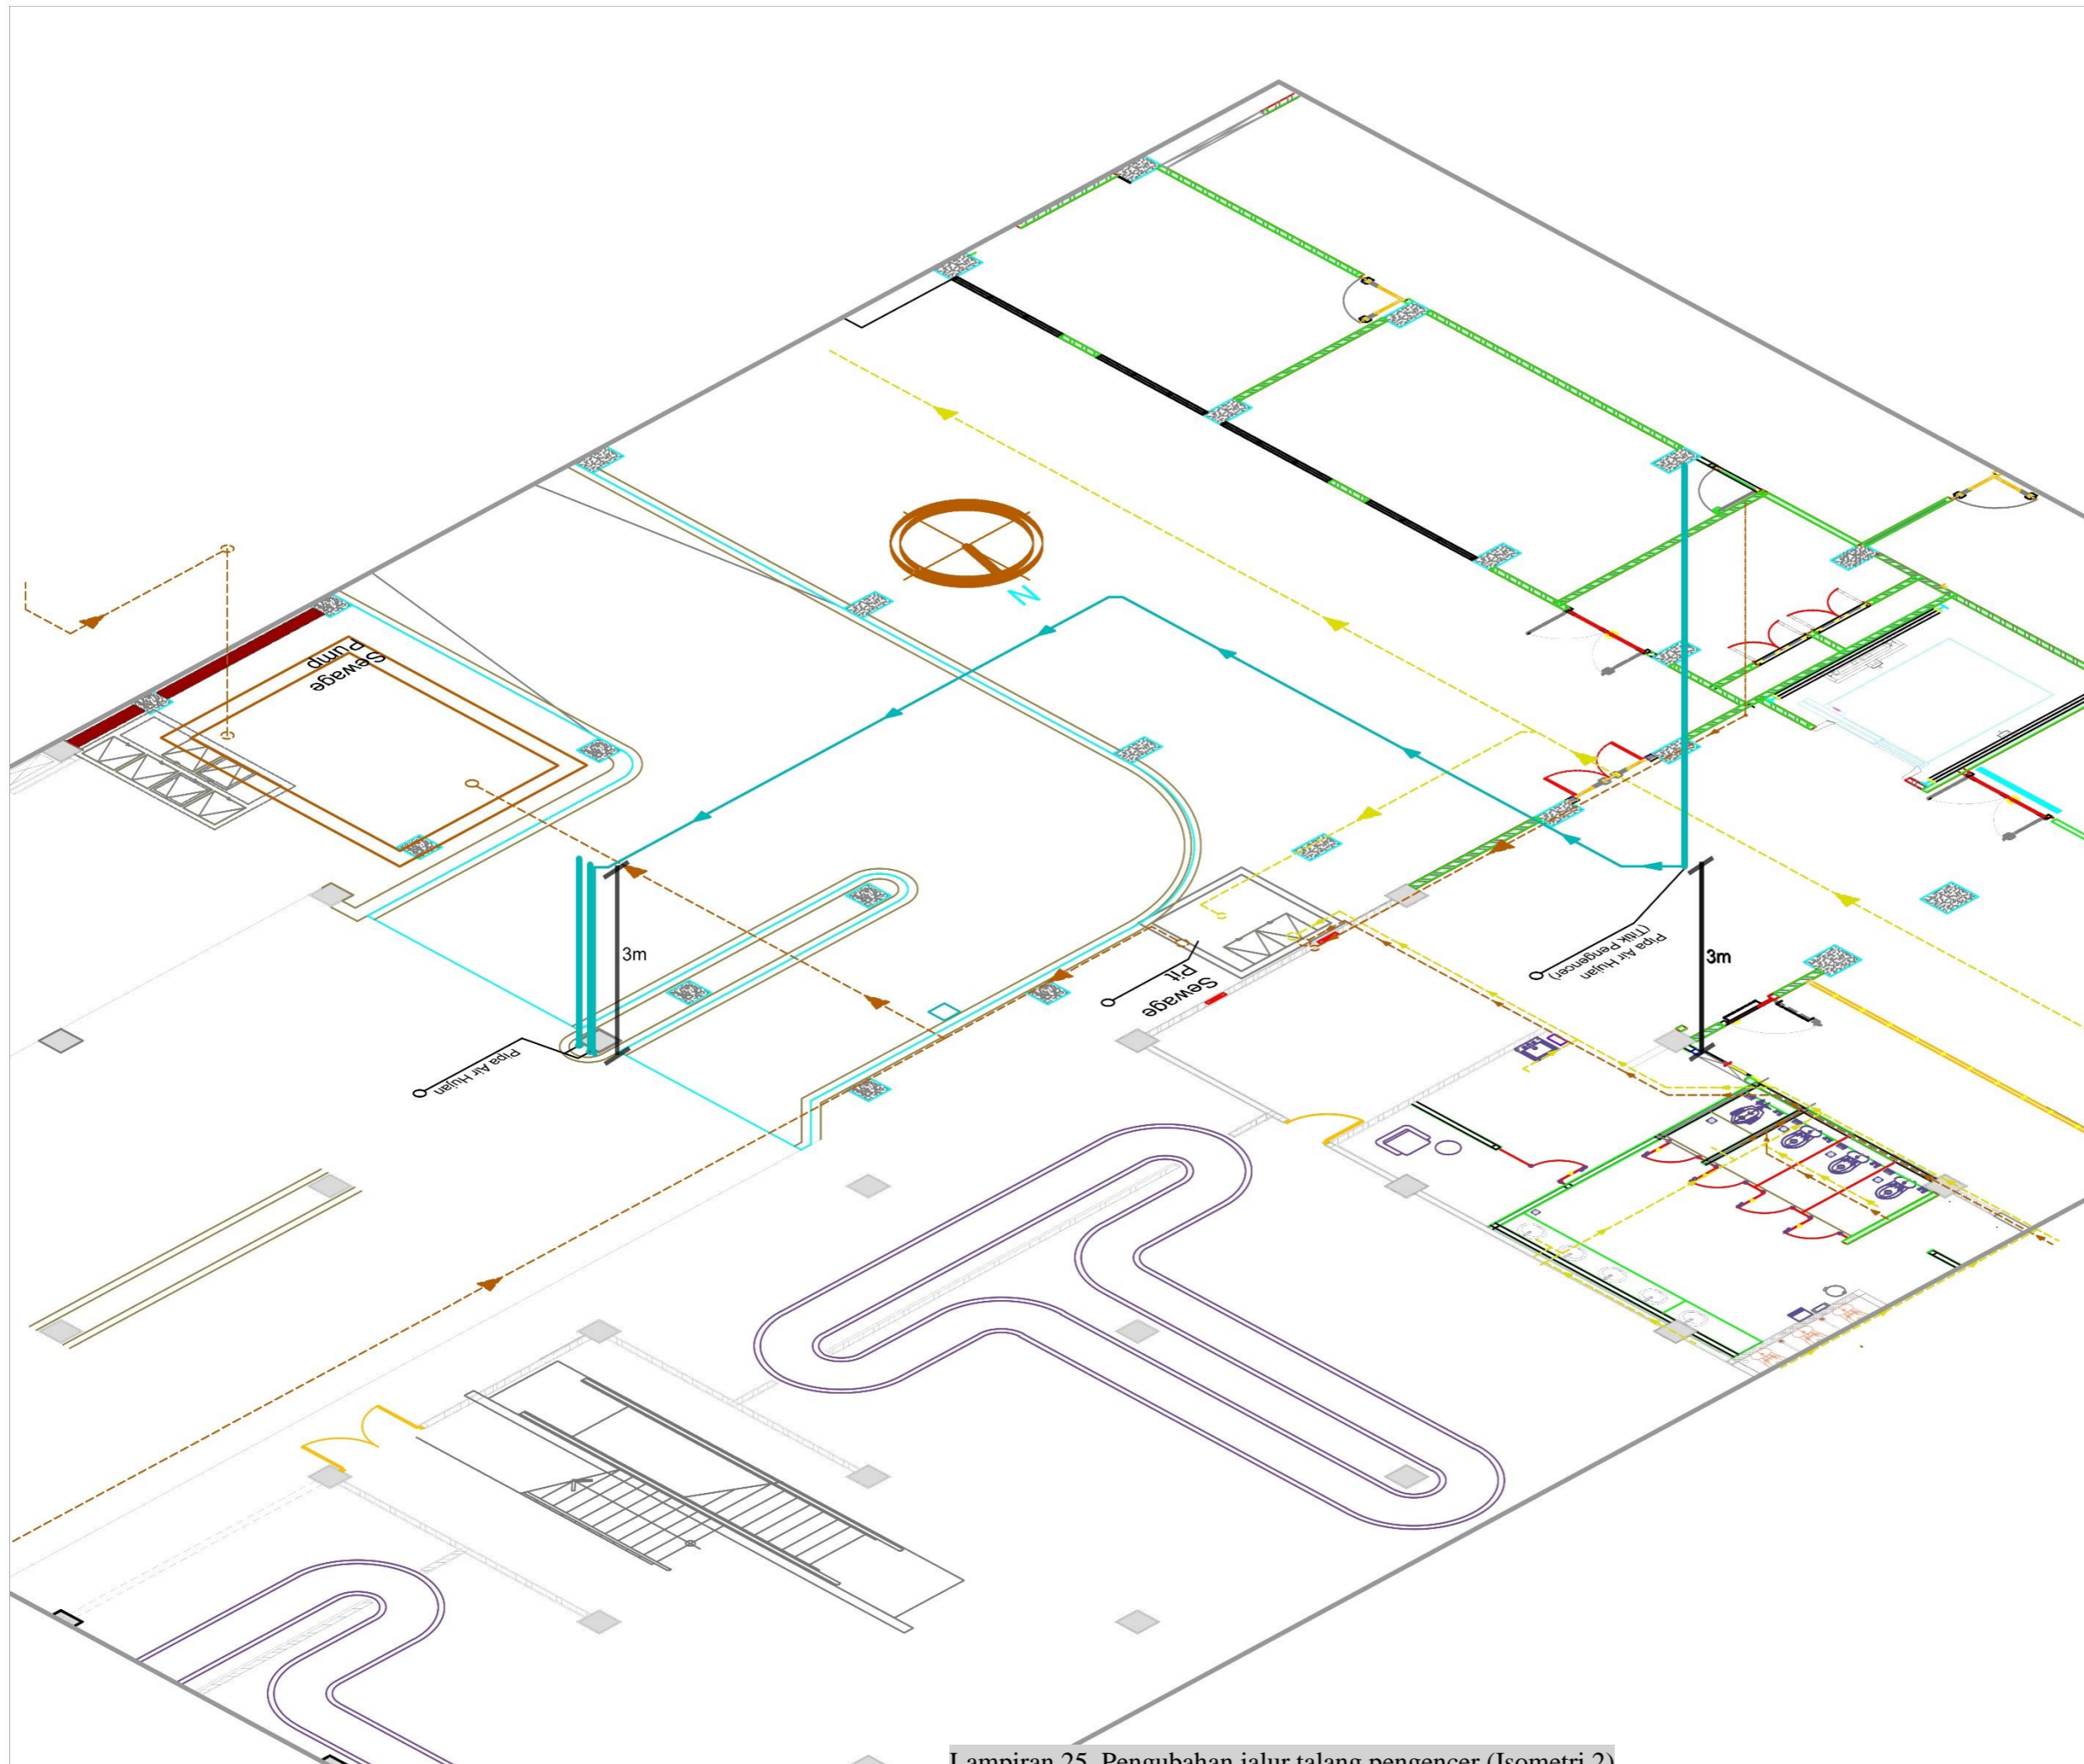 N
Sewage
Pump
3m
Pipa Air Hujan
(Titik Pengencer)
3m
Sewage
Pit
Pipa Air Hujan
Lampiran 25. Pengubahan jalur talang pengencer (Isometri 2)